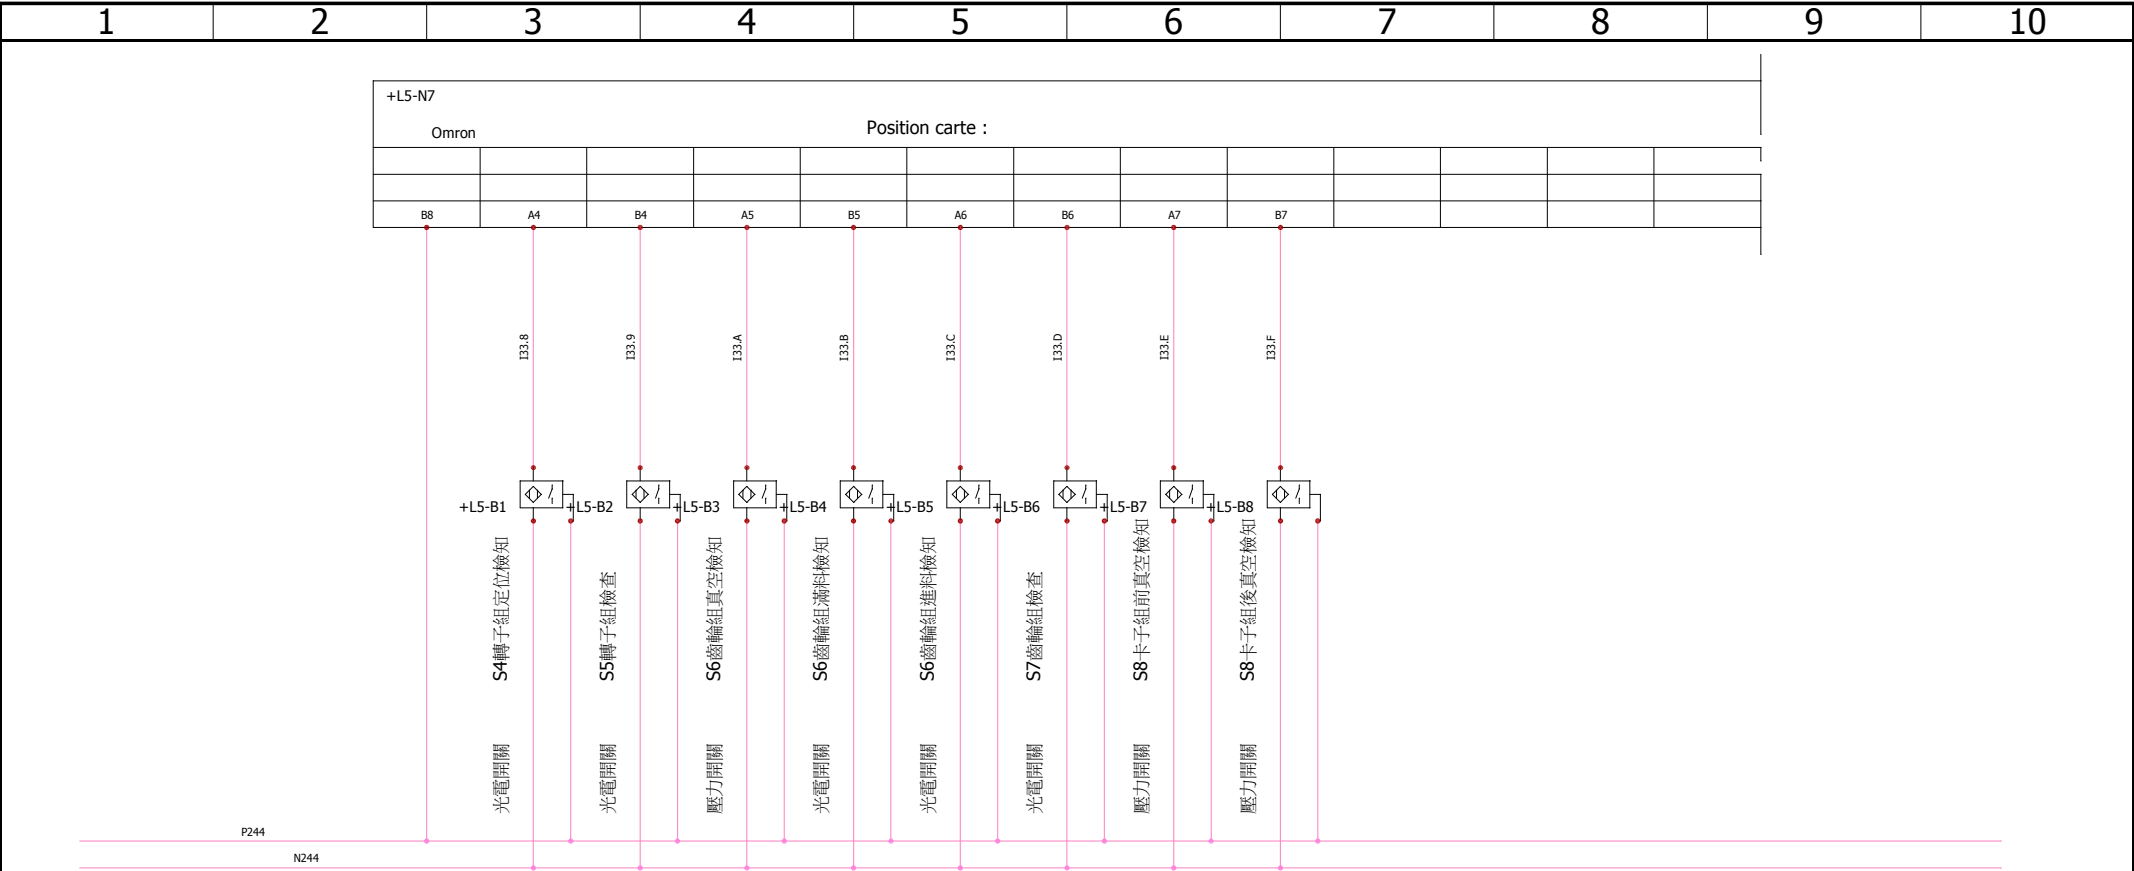 1 2 3 4 5 6 7 8 9 10
+L5-N7
Omron
Position carte :
B8 A4 B4 A5 B5 A6 B6 A7 B7
I33.8 I33.9 I33.A I33.B I33.C I33.D I33.E I33.F
+L5-B1 +L5-B2 +L5-B3 +L5-B4 +L5-B5 +L5-B6 +L5-B7 +L5-B8
S4轉子組定位檢知
S5轉子組檢查
S6齒輪組真空檢知
S6齒輪組滿料檢知
S6齒輪組進料檢知
S7齒輪組檢查
S8卡子組前真空檢知
S8卡子組後真空檢知
光電開關
光電開關
壓力開關
光電開關
光電開關
光電開關
壓力開關
壓力開關
P244
N244